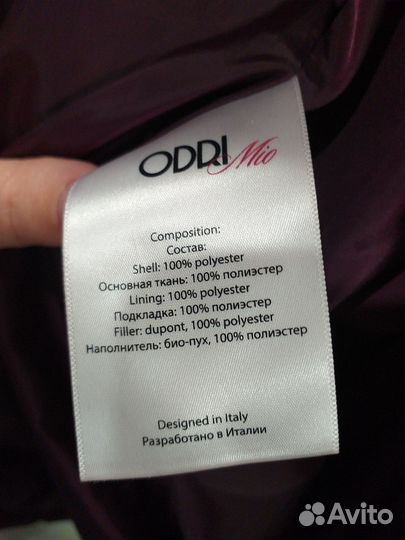 ODRI Mio
Composition:
Состав:
Shell: 100% polyester
Основная ткань: 100% полиэстер
Lining: 100% polyester
Подкладка: 100% полиэстер
Filler: dupont, 100% polyester
Наполнитель: био-пух, 100% полиэстер
Designed in Italy
Разработано в Италии
Avito